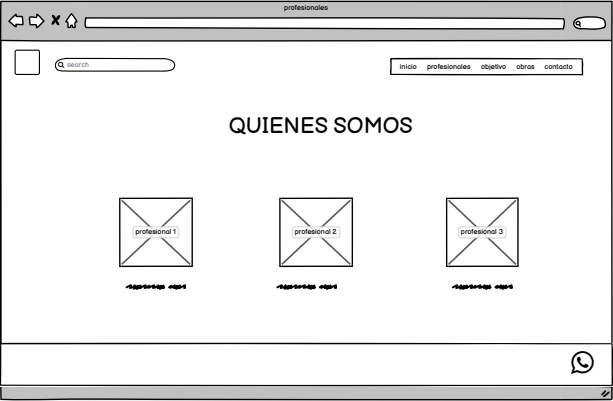 profesionales
search
inicio profesionales objetivo obras contacto
QUIENES SOMOS
profesional 1 profesional 2 profesional 3